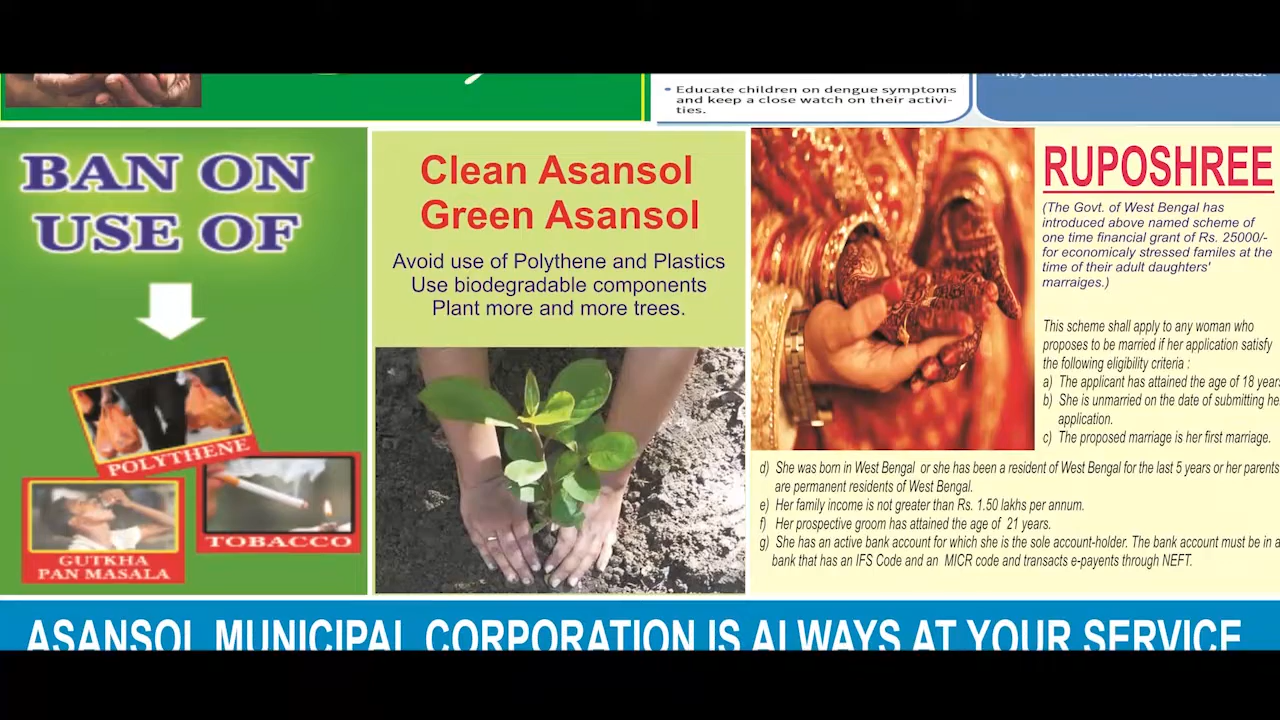 they can attract mosquitoes to breed.
• Educate children on dengue symptoms
and keep a close watch on their activi-
ties.
BAN ON
USE OF
POLYTHENE
GUTKHA
PAN MASALA
TOBACCO
Clean Asansol
Green Asansol
Avoid use of Polythene and Plastics
Use biodegradable components
Plant more and more trees.
RUPOSHREE
(The Govt. of West Bengal has
introduced above named scheme of
one time financial grant of Rs. 25000/-
for economicaly stressed familes at the
time of their adult daughters'
marraiges.)
This scheme shall apply to any woman who
proposes to be married if her application satisfy
the following eligibility criteria :
a) The applicant has attained the age of 18 years
b) She is unmarried on the date of submitting he
application.
c) The proposed marriage is her first marriage.
d) She was born in West Bengal or she has been a resident of West Bengal for the last 5 years or her parents
are permanent residents of West Bengal.
e) Her family income is not greater than Rs. 1.50 lakhs per annum.
f) Her prospective groom has attained the age of 21 years.
g) She has an active bank account for which she is the sole account-holder. The bank account must be in a
bank that has an IFS Code and an MICR code and transacts e-payents through NEFT.
ASANSOL MUNICIPAL CORPORATION IS ALWAYS AT YOUR SERVICE